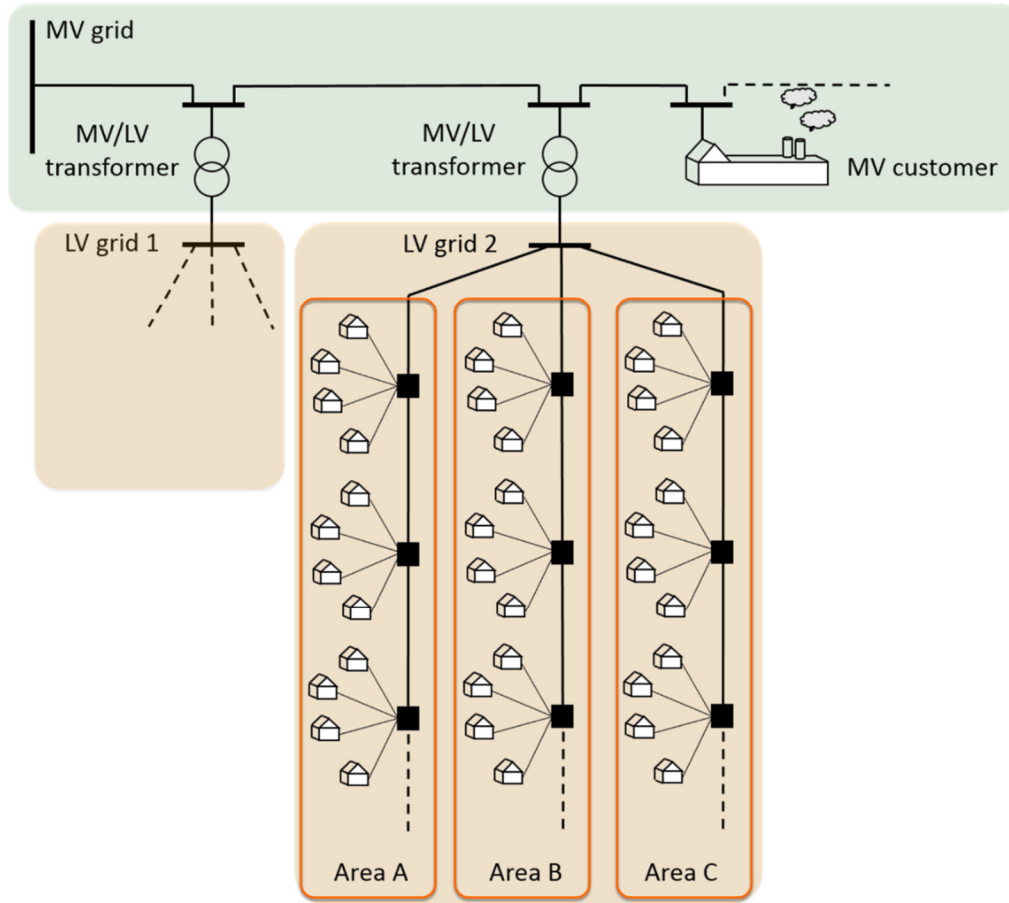 MV grid
MV/LV
transformer
MV/LV
transformer
MV customer
LV grid 1
LV grid 2
Area A
Area B
Area C